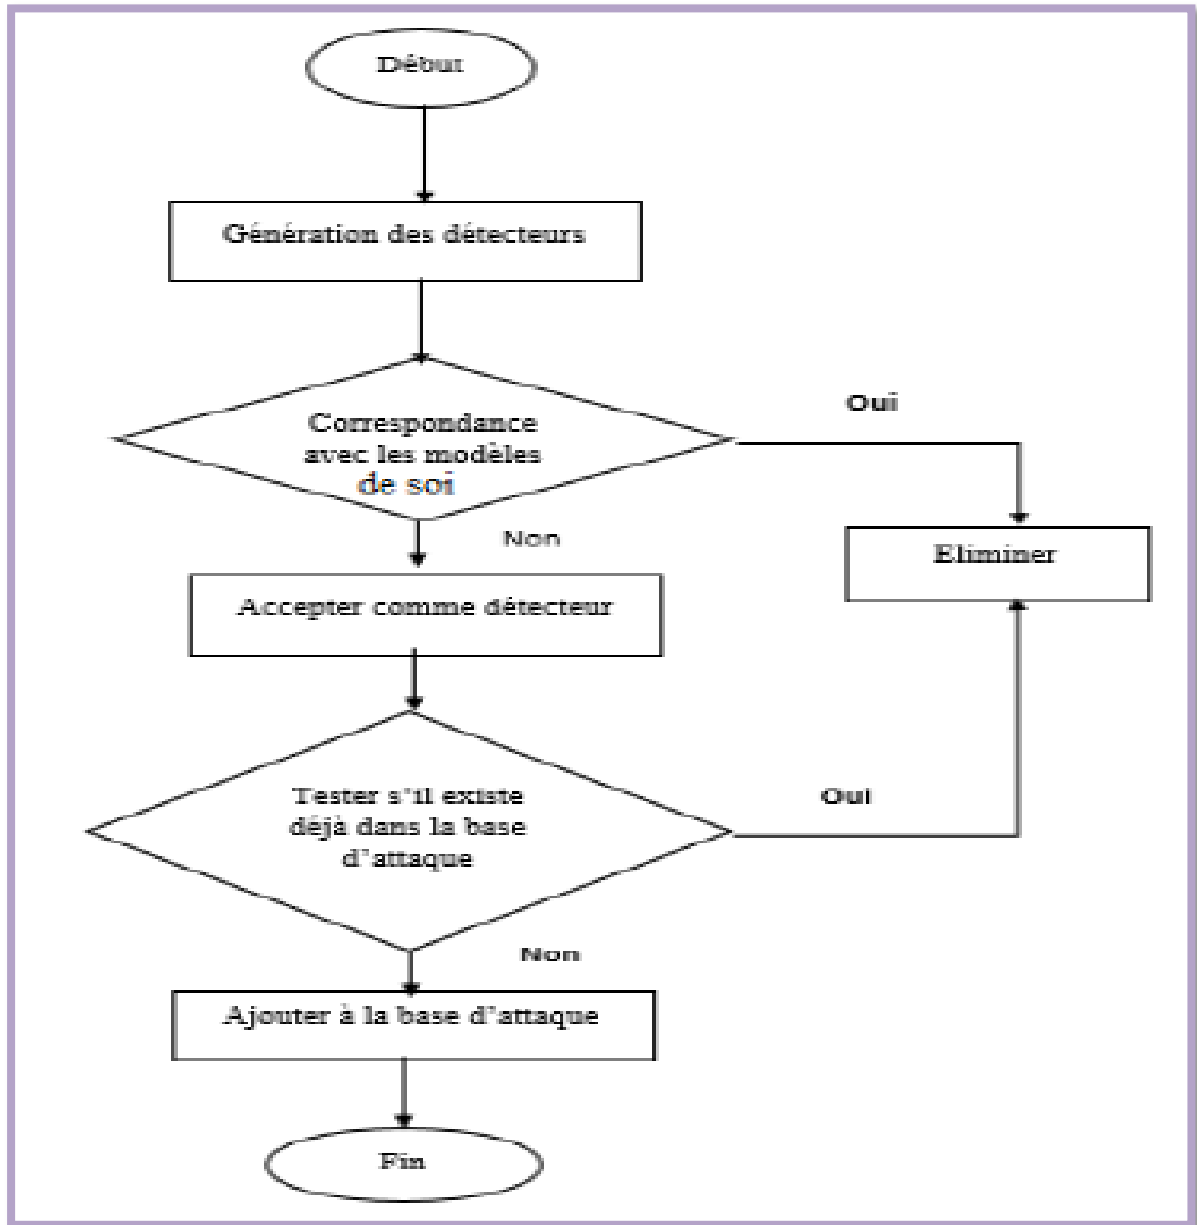 Début
Génération des détecteurs
Correspondance
avec les modèles
de soi
Oui
Non
Eliminer
Accepter comme détecteur
Tester s'il existe
déjà dans la base
d'attaque
Oui
Non
Ajouter à la base d'attaque
Fin